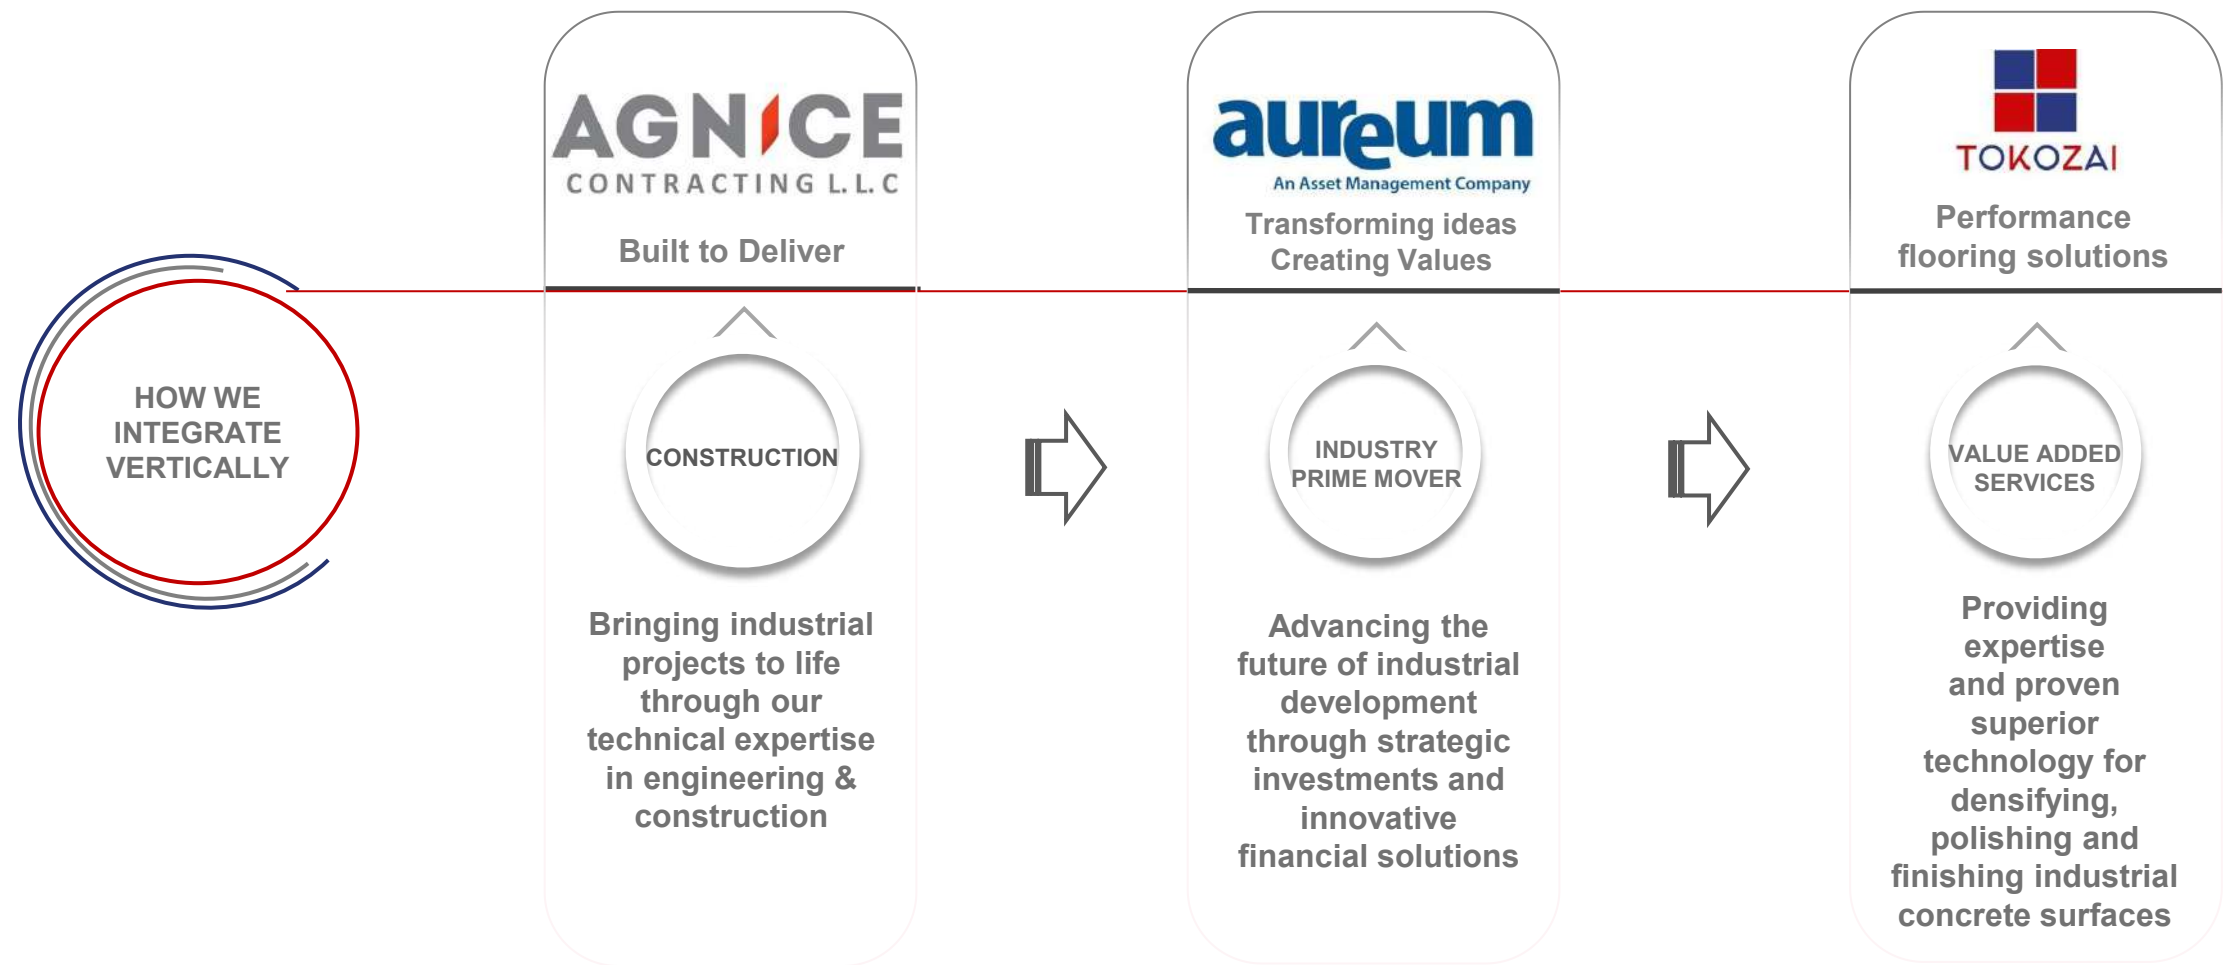 HOW WE
INTEGRATE
VERTICALLY
AGNICE
CONTRACTING L.L.C
Built to Deliver
CONSTRUCTION
Bringing industrial
projects to life
through our
technical expertise
in engineering &
construction
aureum
An Asset Management Company
Transforming ideas
Creating Values
INDUSTRY
PRIME MOVER
Advancing the
future of industrial
development
through strategic
investments and
innovative
financial solutions
TOKOZAI
Performance
flooring solutions
VALUE ADDED
SERVICES
Providing
expertise
and proven
superior
technology for
densifying,
polishing and
finishing industrial
concrete surfaces